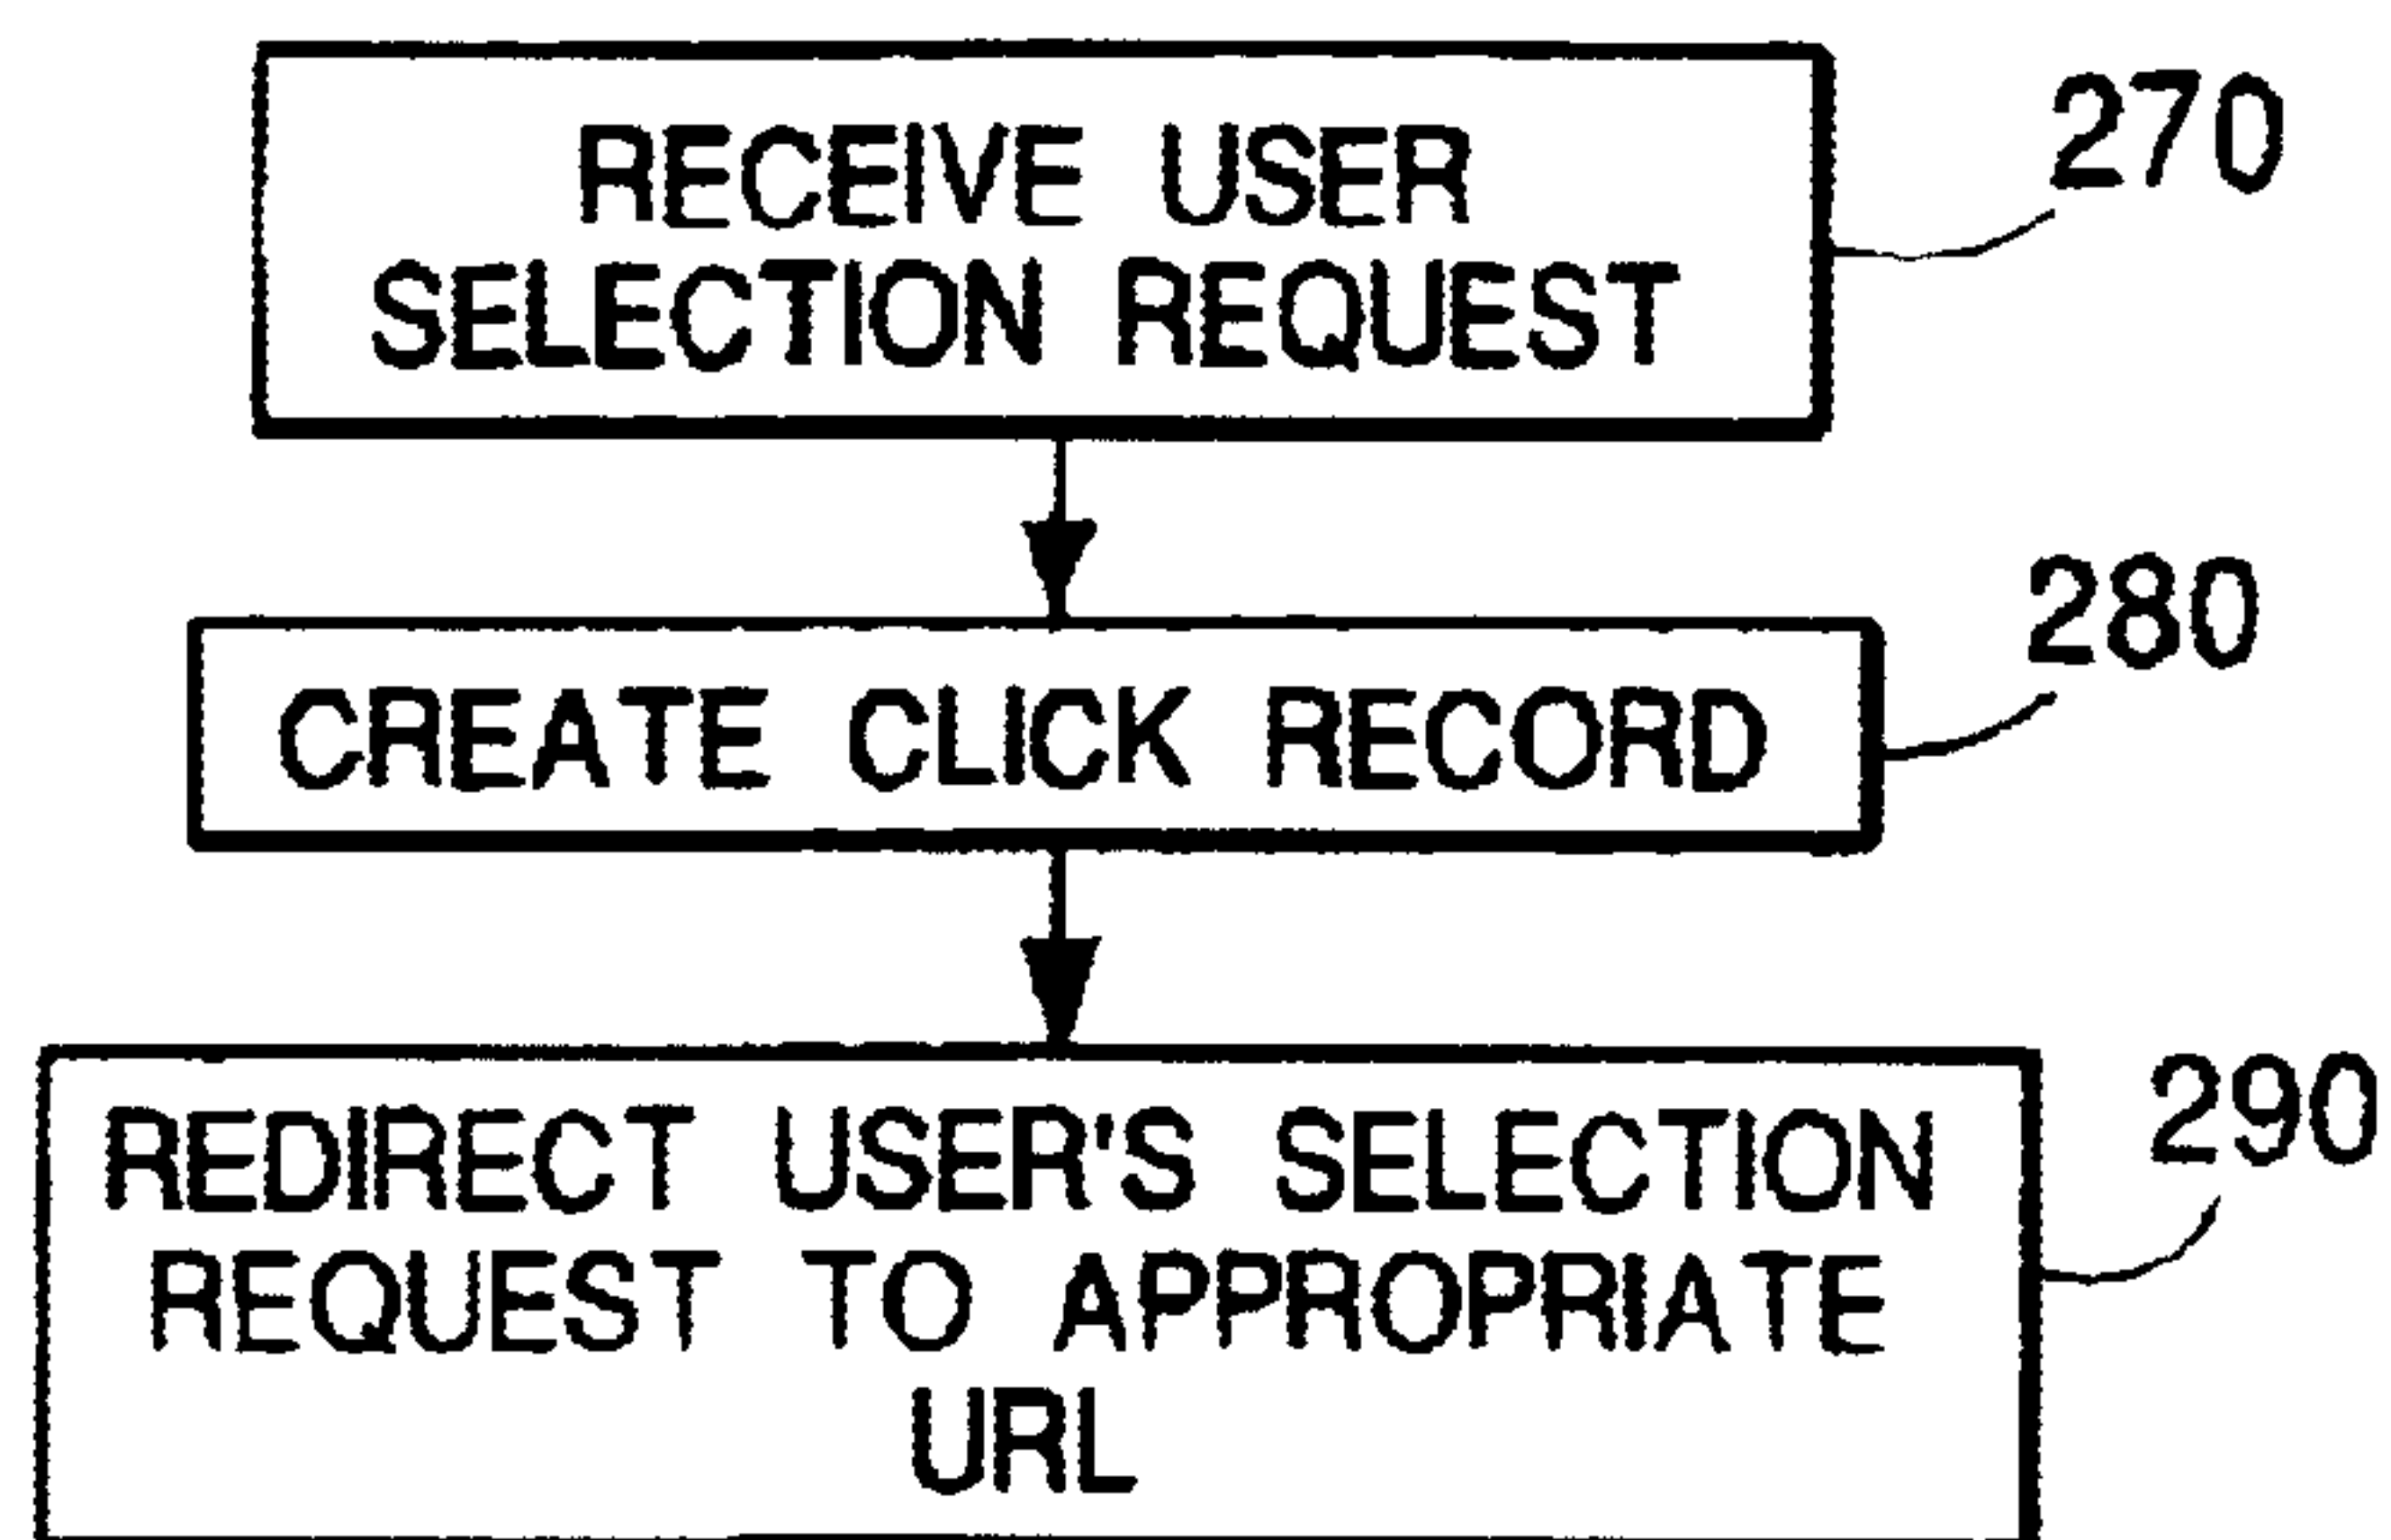 RECEIVE USER
SELECTION REQUEST
270
CREATE CLICK RECORD
280
REDIRECT USER'S SELECTION
REQUEST TO APPROPRIATE
URL
290